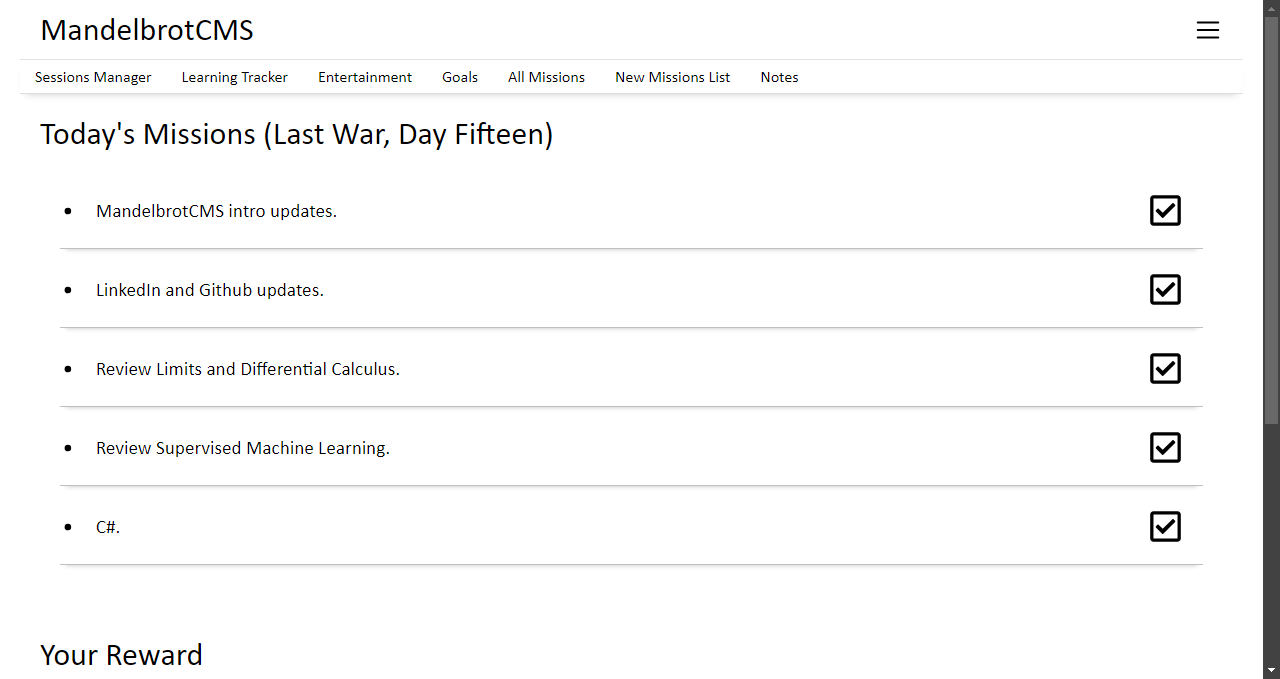 MandelbrotCMS
Sessions Manager Learning Tracker Entertainment Goals All Missions New Missions List Notes
Today's Missions (Last War, Day Fifteen)
MandelbrotCMS intro updates.
LinkedIn and Github updates.
Review Limits and Differential Calculus.
Review Supervised Machine Learning.
C#.
Your Reward